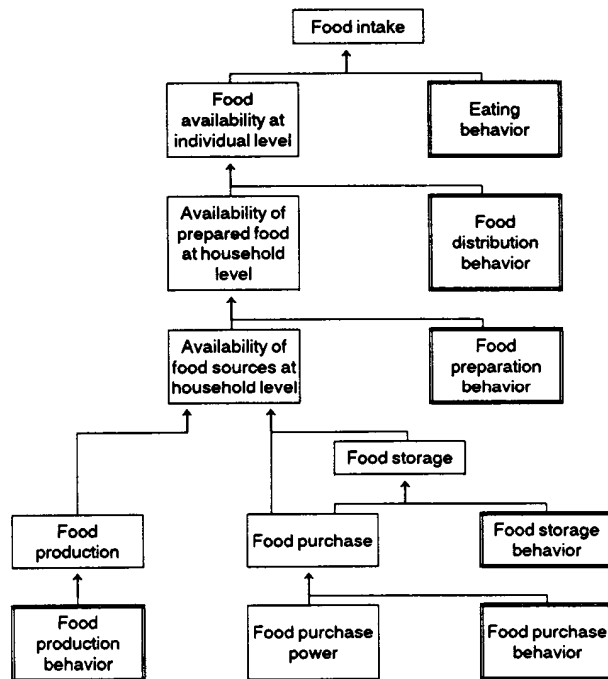 Food intake
Food
availability at
individual level
Eating
behavior
Availability of
prepared food
at household
level
Food
distribution
behavior
Availability of
food sources at
household level
Food
preparation
behavior
Food storage
Food
production
Food purchase
Food storage
behavior
Food
production
behavior
Food purchase
power
Food purchase
behavior